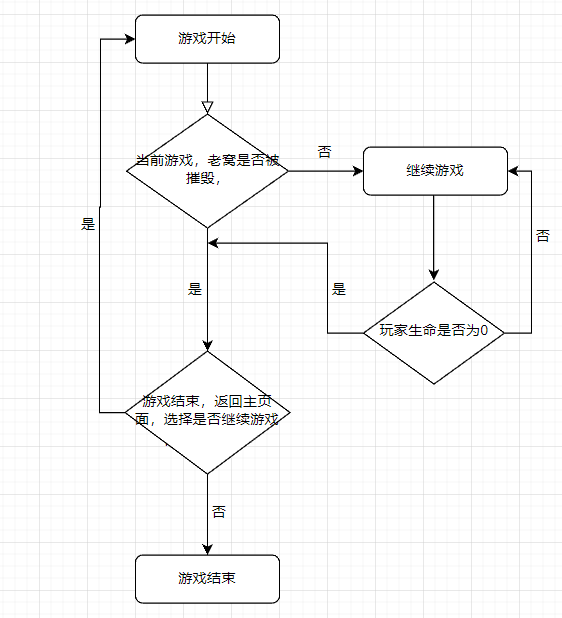 游戏开始
当前游戏，老窝是否被
摧毁，
否
继续游戏
是
否
是
是
玩家生命是否为0
游戏结束，返回主页
面，选择是否继续游戏
，
否
游戏结束